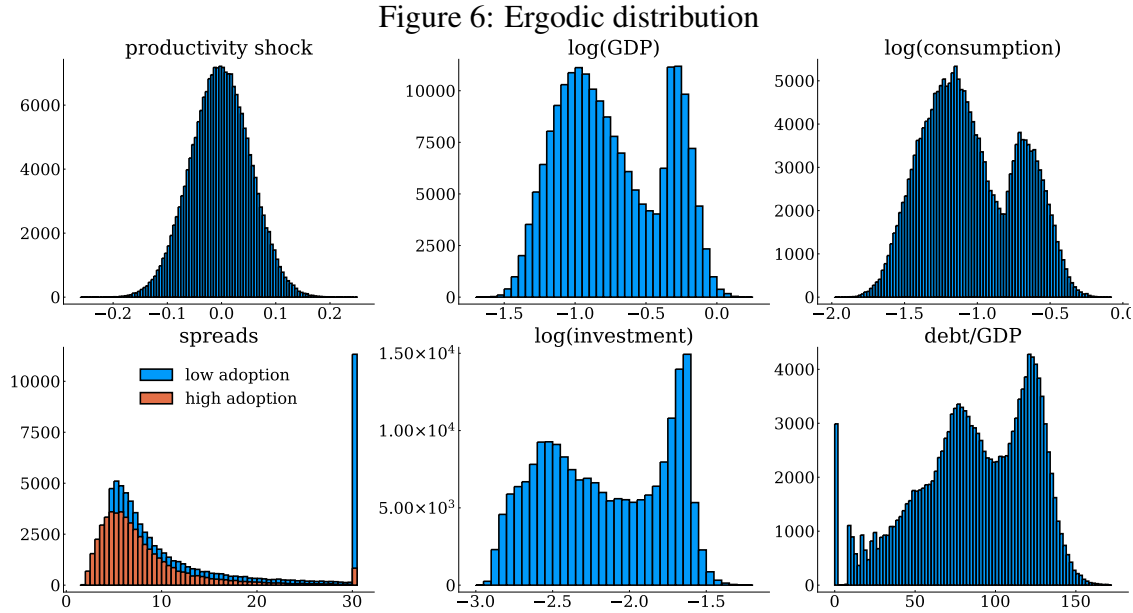 Figure 6: Ergodic distribution
productivity shock
6000
4000
2000
0
−0.2 −0.1 0.0 0.1 0.2
log(GDP)
10000
7500
5000
2500
0
−1.5 −1.0 −0.5 0.0
log(consumption)
5000
4000
3000
2000
1000
0
−2.0 −1.5 −1.0 −0.5 0.0
spreads
low adoption
high adoption
10000
7500
5000
2500
0
0 10 20 30
log(investment)
1.50×10⁴
1.00×10⁴
5.00×10³
0
−3.0 −2.5 −2.0 −1.5
debt/GDP
4000
3000
2000
1000
0
0 50 100 150